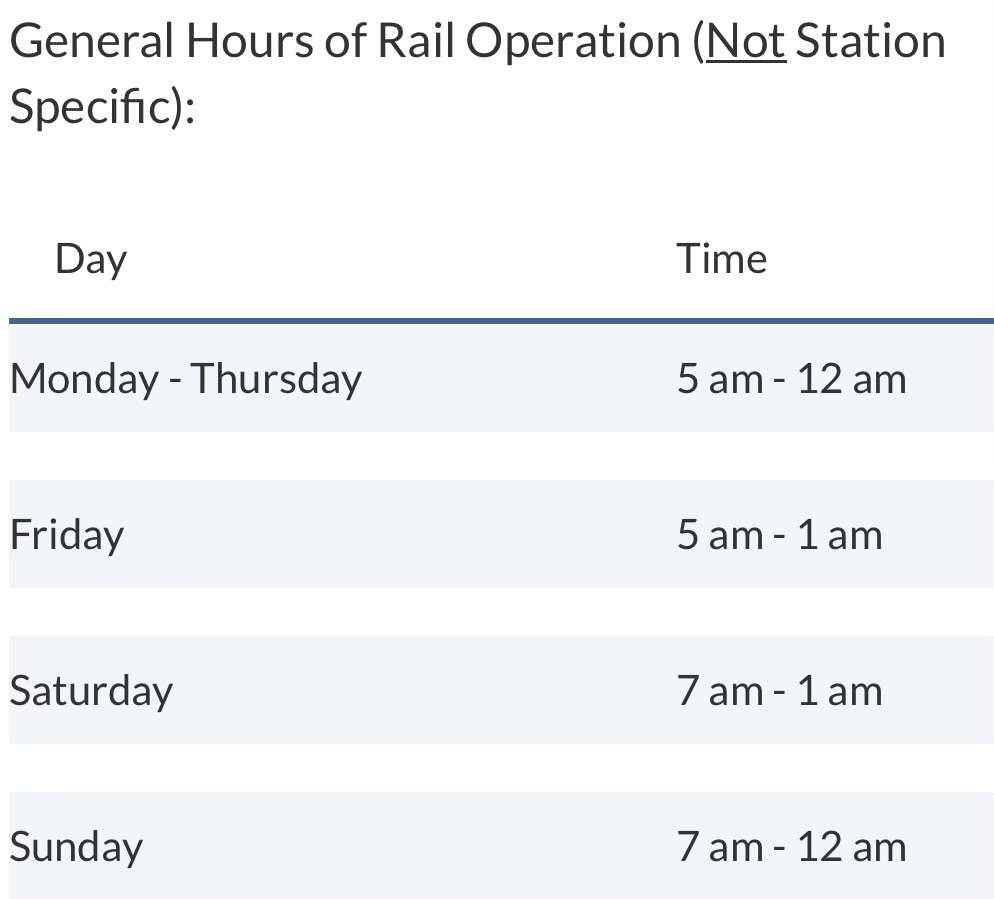 General Hours of Rail Operation (Not Station
Specific):
Day Time
Monday - Thursday 5 am - 12 am
Friday 5 am - 1 am
Saturday 7 am - 1 am
Sunday 7 am - 12 am